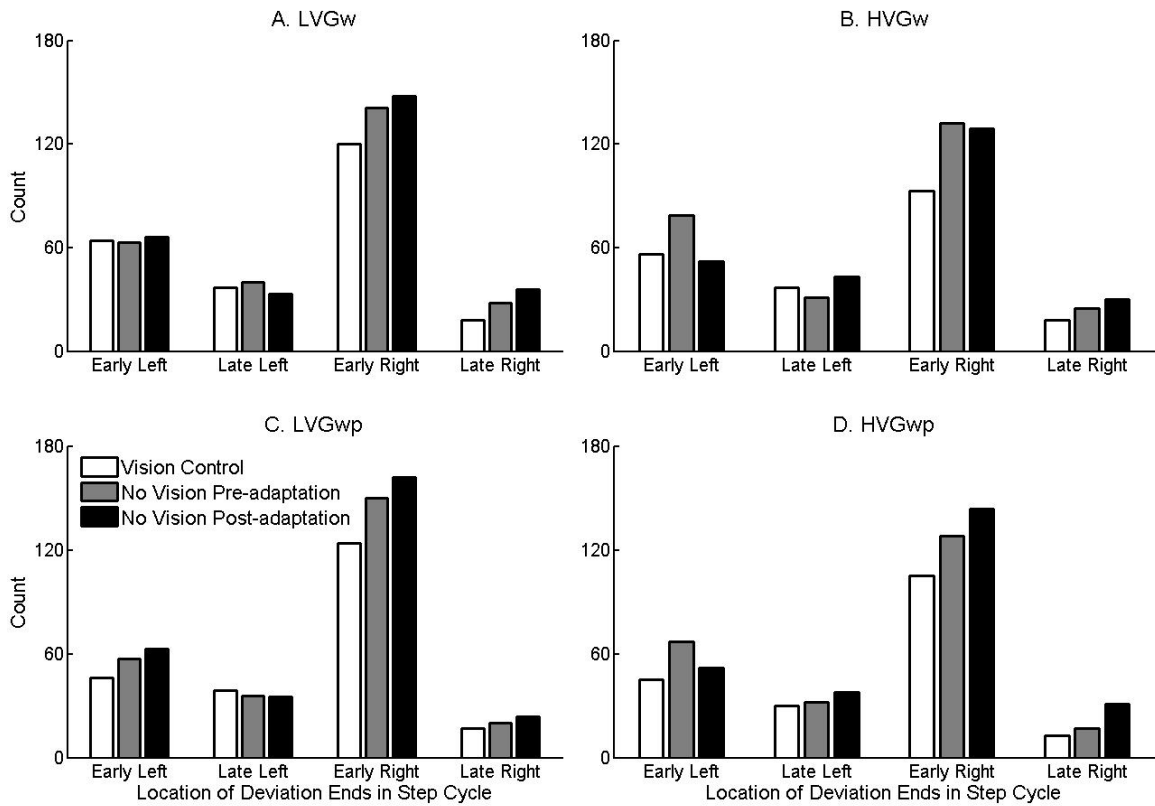 A. LVGw
B. HVGw
180
120
60
0
Count
Early Left Late Left Early Right Late Right
180
120
60
0
Early Left Late Left Early Right Late Right
C. LVGwp
D. HVGwp
180
120
60
0
Count
Vision Control
No Vision Pre-adaptation
No Vision Post-adaptation
Early Left Late Left Early Right Late Right
Location of Deviation Ends in Step Cycle
180
120
60
0
Early Left Late Left Early Right Late Right
Location of Deviation Ends in Step Cycle